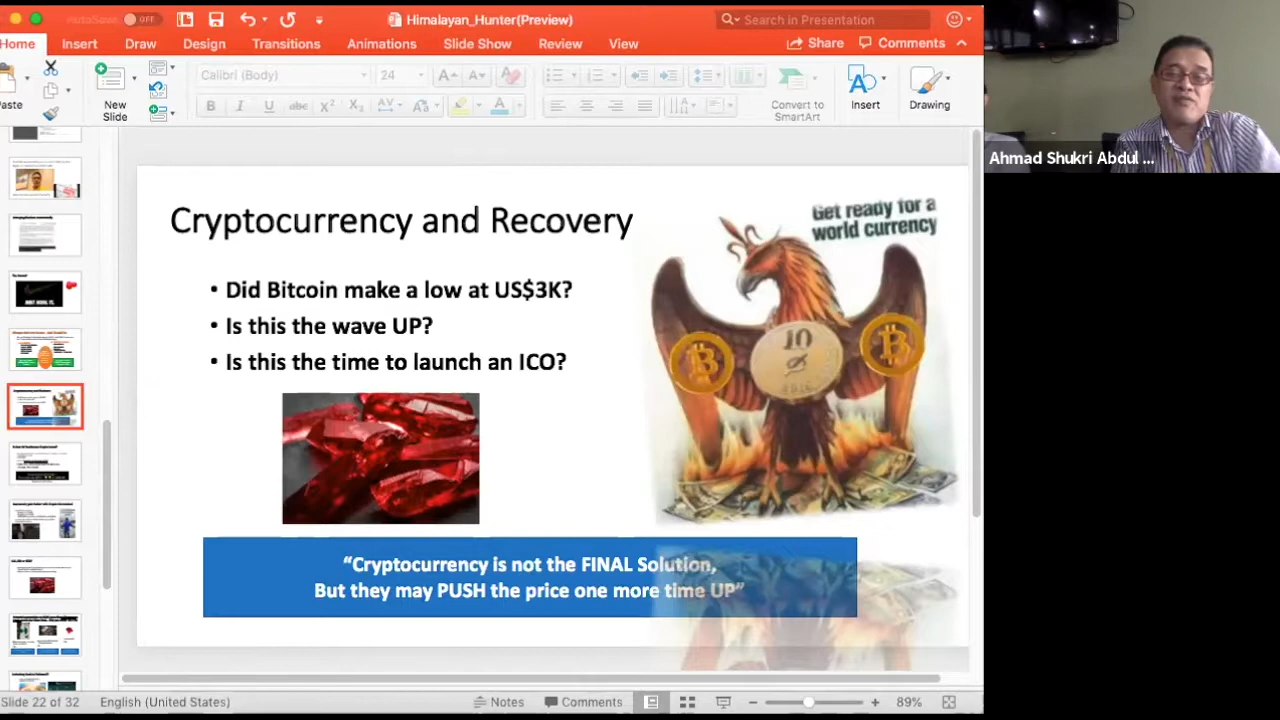 AutoSave OFF
Himalayan_Hunter(Preview)
Search in Presentation
Home Insert Draw Design Transitions Animations Slide Show Review View
Share Comments
Calibri (Body) 24
New
Slide
Convert to
SmartArt
Insert
Drawing
Ahmad Shukri Abdul ...
Cryptocurrency and Recovery
Get ready for a
world currency
• Did Bitcoin make a low at US$3K?
• Is this the wave UP?
• Is this the time to launch an ICO?
10
“Cryptocurrency is not the FINAL Solution,
But they may PUSH the price one more time UP”
Slide 22 of 32 English (United States) Notes Comments 89%